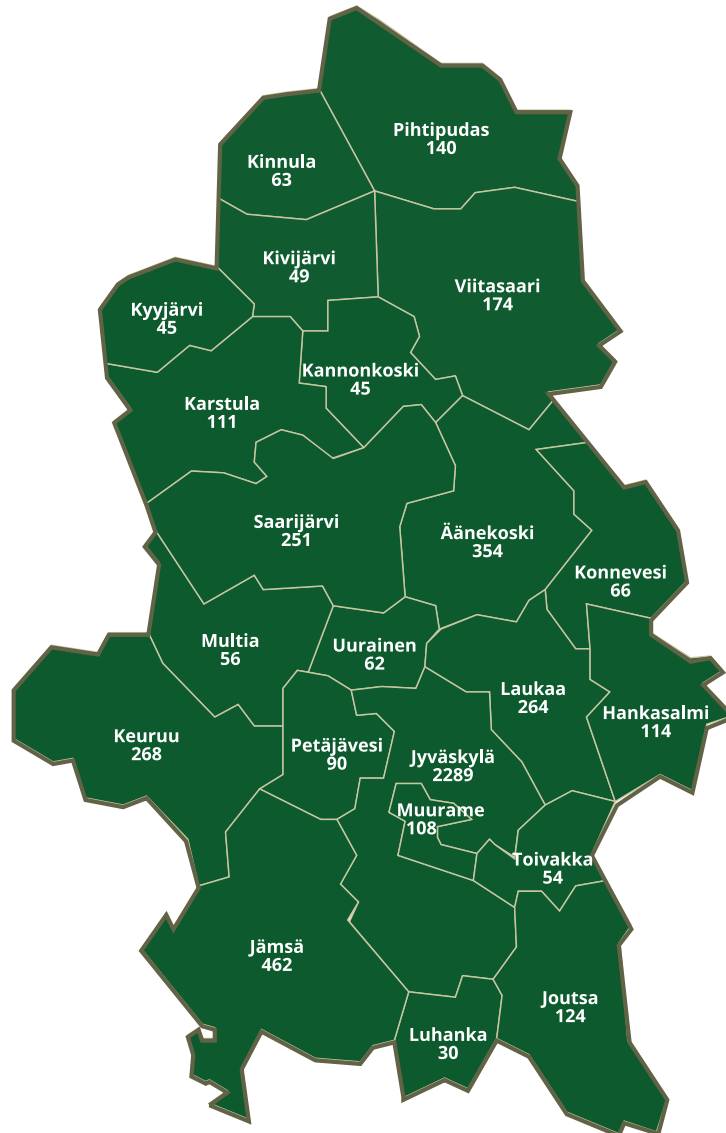 Pihtipudas
140
Kinnula
63
Kivijärvi
49
Viitasaari
174
Kyyjärvi
45
Kannonkoski
45
Karstula
111
Saarijärvi
251
Äänekoski
354
Konnevesi
66
Multia
56
Uurainen
62
Laukaa
264
Hankasalmi
114
Keuruu
268
Petäjävesi
90
Jyväskylä
2289
Muurame
108
Toivakka
54
Jämsä
462
Joutsa
124
Luhanka
30